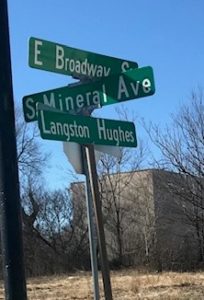 E Broadway S
S Mineral Ave
Langston Hughes